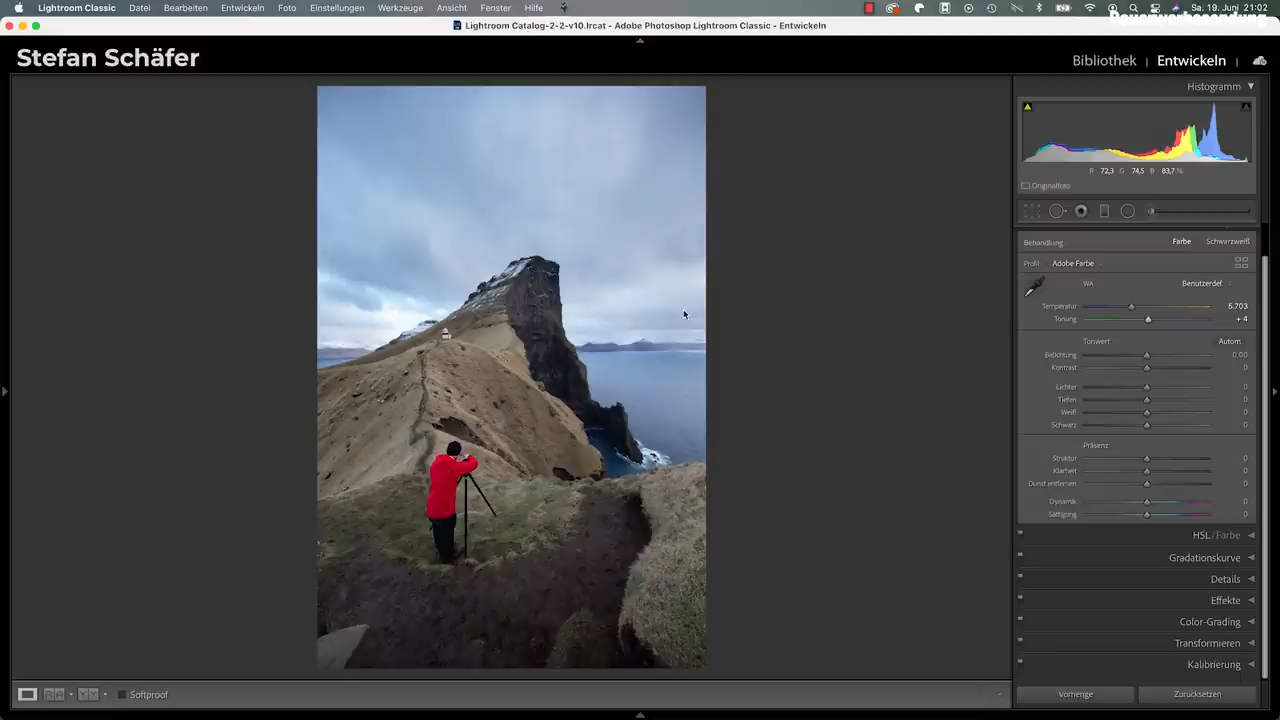 Lightroom Classic Datei Bearbeiten Entwickeln Foto Einstellungen Werkzeuge Ansicht Fenster Hilfe Sa. 19. Juni 21:02
Dauerwerbesendung
Lightroom Catalog-2-2-v10.lrcat - Adobe Photoshop Lightroom Classic - Entwickeln
Stefan Schäfer
Bibliothek | Entwickeln |
Histogramm
R 72,3 G 74,5 B 83,7 %
Originalfoto
Behandlung Farbe Schwarzweiß
Profil Adobe Farbe
WA Benutzerdef.
Temperatur 5.703
Tonung + 4
Tonwert Autom.
Belichtung 0,00
Kontrast 0
Lichter 0
Tiefen 0
Weiß 0
Schwarz 0
Präsenz
Struktur 0
Klarheit 0
Dunst entfernen 0
Dynamik 0
Sättigung 0
HSL / Farbe
Gradationskurve
Details
Effekte
Color-Grading
Transformieren
Kalibrierung
R A Y Y Softproof
Vorherige Zurücksetzen